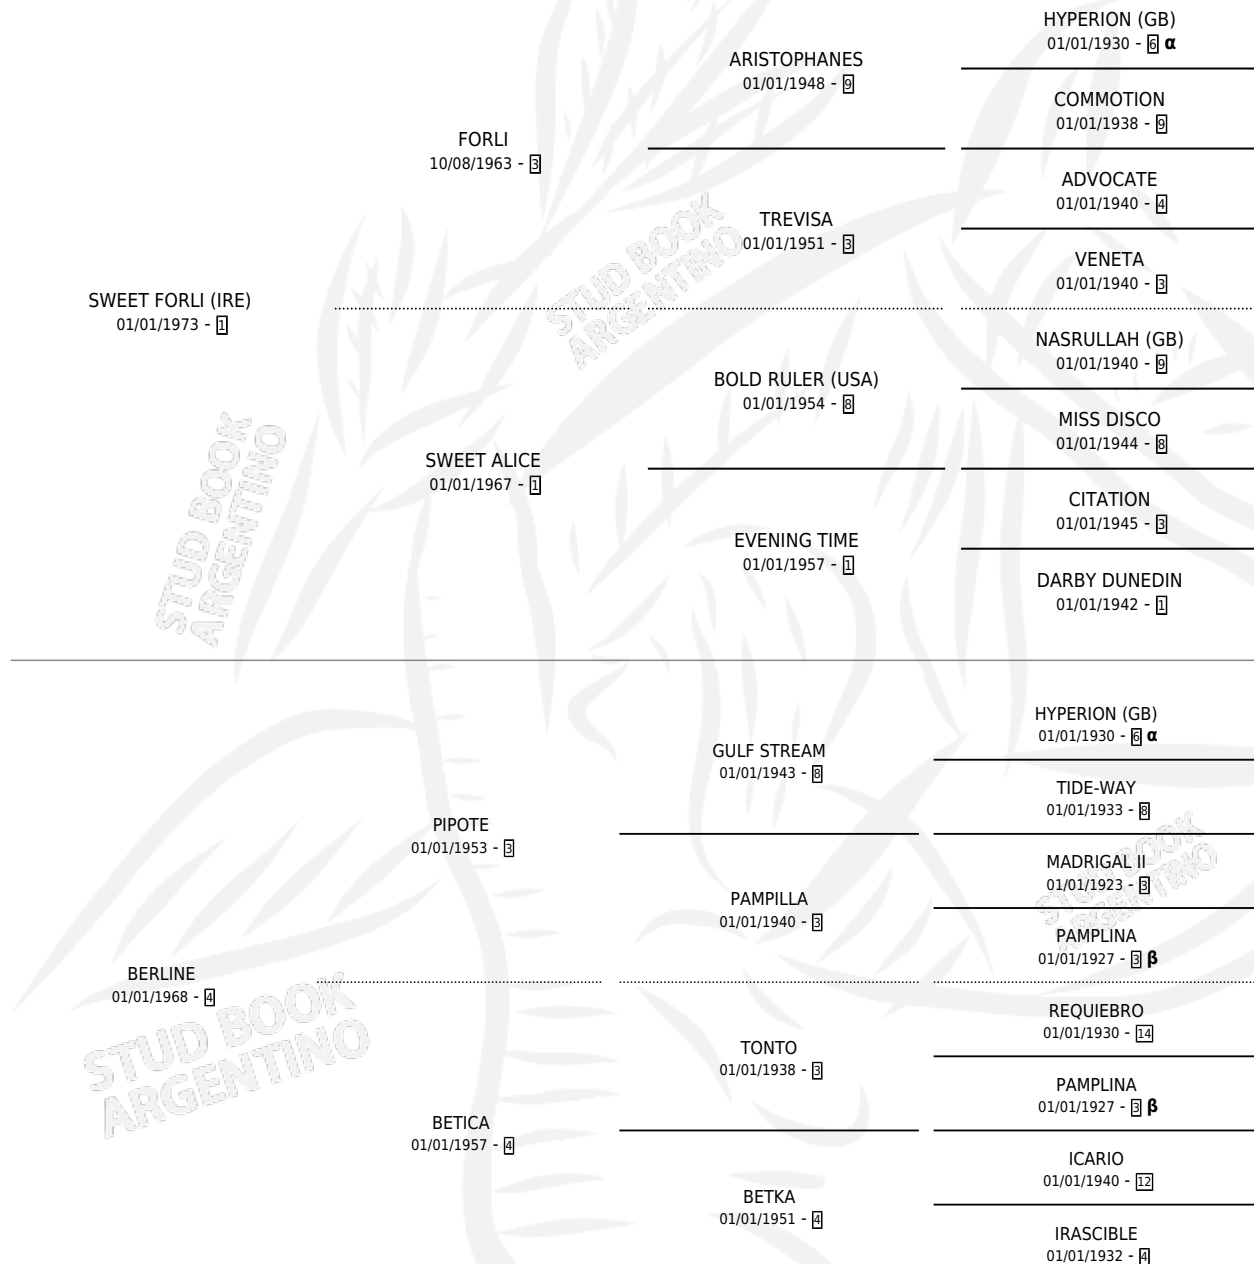 HYPERION (GB)
01/01/1930 - 6 α
ARISTOPHANES
01/01/1948 - 9
COMMOTION
01/01/1938 - 9
FORLI
10/08/1963 - 3
ADVOCATE
01/01/1940 - 4
TREVISA
01/01/1951 - 3
VENETA
01/01/1940 - 3
SWEET FORLI (IRE)
01/01/1973 - 1
NASRULLAH (GB)
01/01/1940 - 9
BOLD RULER (USA)
01/01/1954 - 8
MISS DISCO
01/01/1944 - 8
SWEET ALICE
01/01/1967 - 1
CITATION
01/01/1945 - 3
EVENING TIME
01/01/1957 - 1
DARBY DUNEDIN
01/01/1942 - 1
HYPERION (GB)
01/01/1930 - 6 α
GULF STREAM
01/01/1943 - 8
TIDE-WAY
01/01/1933 - 8
PIPOTE
01/01/1953 - 3
MADRIGAL II
01/01/1923 - 3
PAMPILLA
01/01/1940 - 3
PAMPLINA
01/01/1927 - 3 β
BERLINE
01/01/1968 - 4
REQUIEBRO
01/01/1930 - 14
TONTO
01/01/1938 - 3
PAMPLINA
01/01/1927 - 3 β
BETICA
01/01/1957 - 4
ICARIO
01/01/1940 - 12
BETKA
01/01/1951 - 4
IRASCIBLE
01/01/1932 - 4
STUD BOOK
ARGENTINO
STUD BOOK
ARGENTINO
STUD BOOK
ARGENTINO
STUD BOOK
ARGENTINO